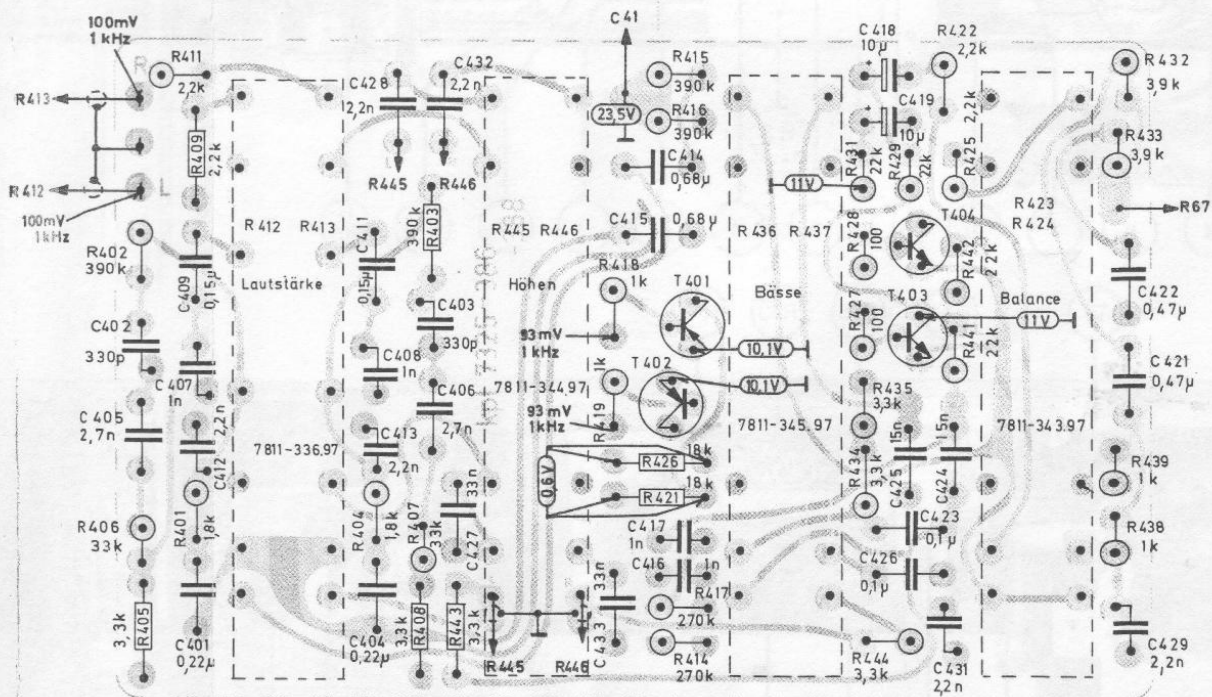 100mV
1 kHz
R411
2,2k
R
R413
R409
2,2k
R412
L
100mV
1kHz
R402
390k
C409
0,15µ
C402
330p
C407
1n
C405
2,7n
2,2n
C412
R406
33k
R401
1,8k
3,3k
R405
C401
0,22µ
R412 R413
Lautstärke
7811-336.97
C428
2,2n
C432
2,2n
R445
R446
C411
0,15µ
390k
R403
C403
330p
C408
1n
C406
2,7n
C413
2,2n
R404
1,8k
R407
33k
33n
C427
C404
0,22µ
3,3k
R408
R443
3,3k
R445 R446
Höhen
7811-344.97
R445
R446
C41
23,5V
R415
390k
R416
390k
C414
0,68µ
C415
0,68µ
R418
1k
93mV
1 kHz
T401
10,1V
1k
T402
10,1V
93 mV
1kHz
R419
0,6V
18k
R426
18k
R421
C417
1n
C416
1n
33n
C433
R417
270k
R414
270k
R436 R437
Bässe
7811-345.97
C418
10µ
+
R422
2,2k
C419
10µ
+
2,2k
R431
22k
R429
22k
R425
11V
R428
100
T404
R442
22k
R427
100
T403
11V
R441
22k
R435
3,3k
R434
3,3k
15n
C425
15n
C424
C423
0,1µ
C426
0,1µ
R444
3,3k
C431
2,2n
R423
R424
Balance
7811-343.97
R432
3,9k
R433
3,9k
R67
C422
0,47µ
C421
0,47µ
R439
1k
R438
1k
C429
2,2n